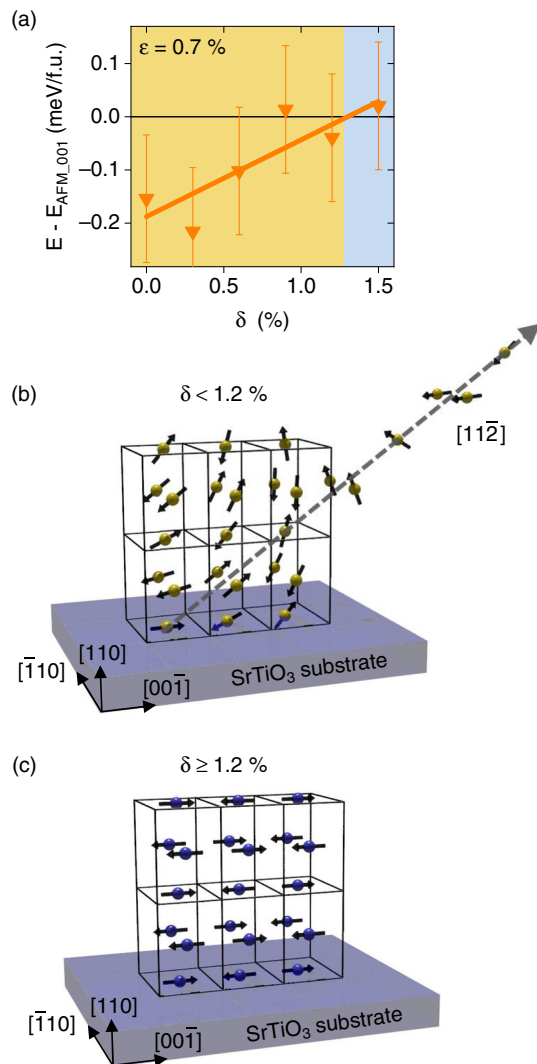 (a)
ε = 0.7 %
E - E_AFM_001 (meV/f.u.)
0.1
0.0
−0.1
−0.2
0.0
0.5
1.0
1.5
δ (%)
(b)
δ < 1.2 %
[112̄]
[1̄10]
[110]
[001̄]
SrTiO₃ substrate
(c)
δ ≥ 1.2 %
[1̄10]
[110]
[001̄]
SrTiO₃ substrate